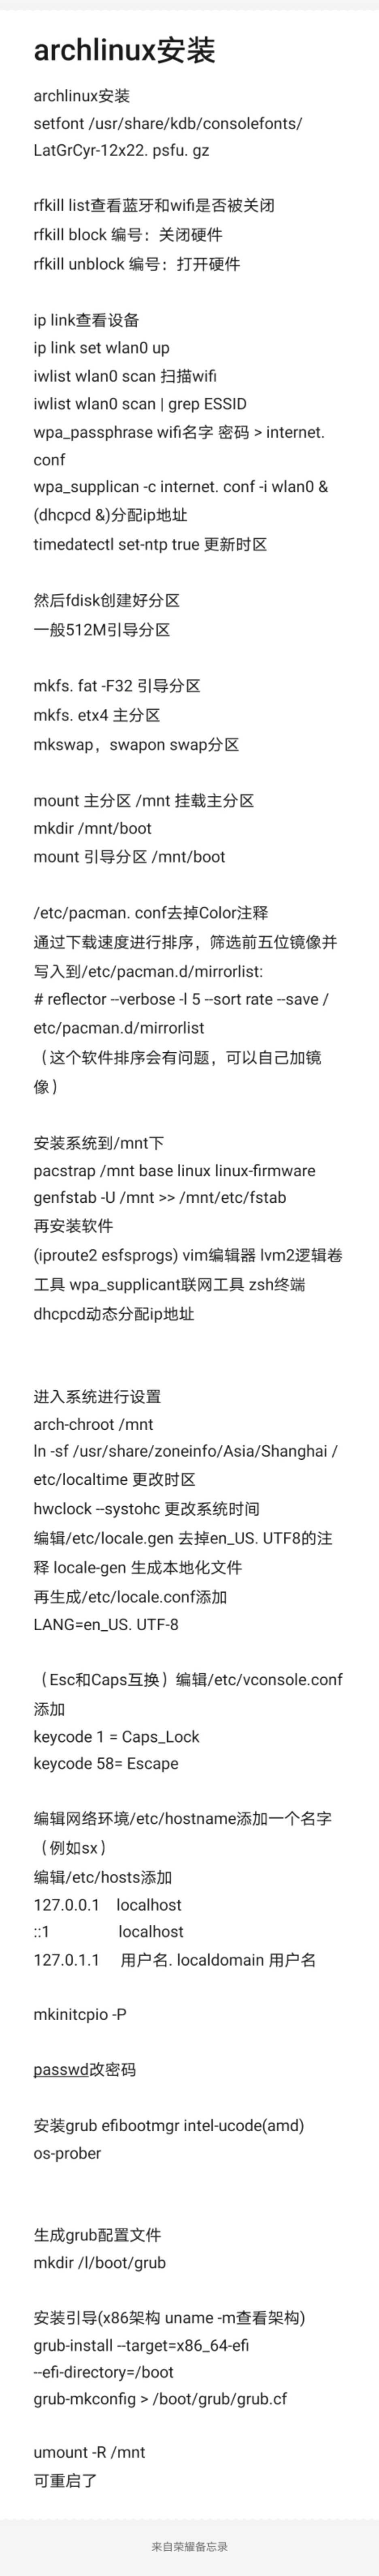 archlinux安装
archlinux安装
setfont /usr/share/kdb/consolefonts/
LatGrCyr-12x22. psfu. gz
rfkill list查看蓝牙和wifi是否被关闭
rfkill block 编号：关闭硬件
rfkill unblock 编号：打开硬件
ip link查看设备
ip link set wlan0 up
iwlist wlan0 scan 扫描wifi
iwlist wlan0 scan | grep ESSID
wpa_passphrase wifi名字 密码 > internet.
conf
wpa_supplican -c internet. conf -i wlan0 &
(dhcpcd &)分配ip地址
timedatectl set-ntp true 更新时区
然后fdisk创建好分区
一般512M引导分区
mkfs. fat -F32 引导分区
mkfs. etx4 主分区
mkswap，swapon swap分区
mount 主分区 /mnt 挂载主分区
mkdir /mnt/boot
mount 引导分区 /mnt/boot
/etc/pacman. conf去掉Color注释
通过下载速度进行排序，筛选前五位镜像并
写入到/etc/pacman.d/mirrorlist:
# reflector --verbose -l 5 --sort rate --save /
etc/pacman.d/mirrorlist
（这个软件排序会有问题，可以自己加镜
像）
安装系统到/mnt下
pacstrap /mnt base linux linux-firmware
genfstab -U /mnt >> /mnt/etc/fstab
再安装软件
(iproute2 esfsprogs) vim编辑器 lvm2逻辑卷
工具 wpa_supplicant联网工具 zsh终端
dhcpcd动态分配ip地址
进入系统进行设置
arch-chroot /mnt
ln -sf /usr/share/zoneinfo/Asia/Shanghai /
etc/localtime 更改时区
hwclock --systohc 更改系统时间
编辑/etc/locale.gen 去掉en_US. UTF8的注
释 locale-gen 生成本地化文件
再生成/etc/locale.conf添加
LANG=en_US. UTF-8
（Esc和Caps互换）编辑/etc/vconsole.conf
添加
keycode 1 = Caps_Lock
keycode 58= Escape
编辑网络环境/etc/hostname添加一个名字
（例如sx）
编辑/etc/hosts添加
127.0.0.1 localhost
::1 localhost
127.0.1.1 用户名. localdomain 用户名
mkinitcpio -P
passwd改密码
安装grub efibootmgr intel-ucode(amd)
os-prober
生成grub配置文件
mkdir /l/boot/grub
安装引导(x86架构 uname -m查看架构)
grub-install --target=x86_64-efi
--efi-directory=/boot
grub-mkconfig > /boot/grub/grub.cf
umount -R /mnt
可重启了
来自荣耀备忘录